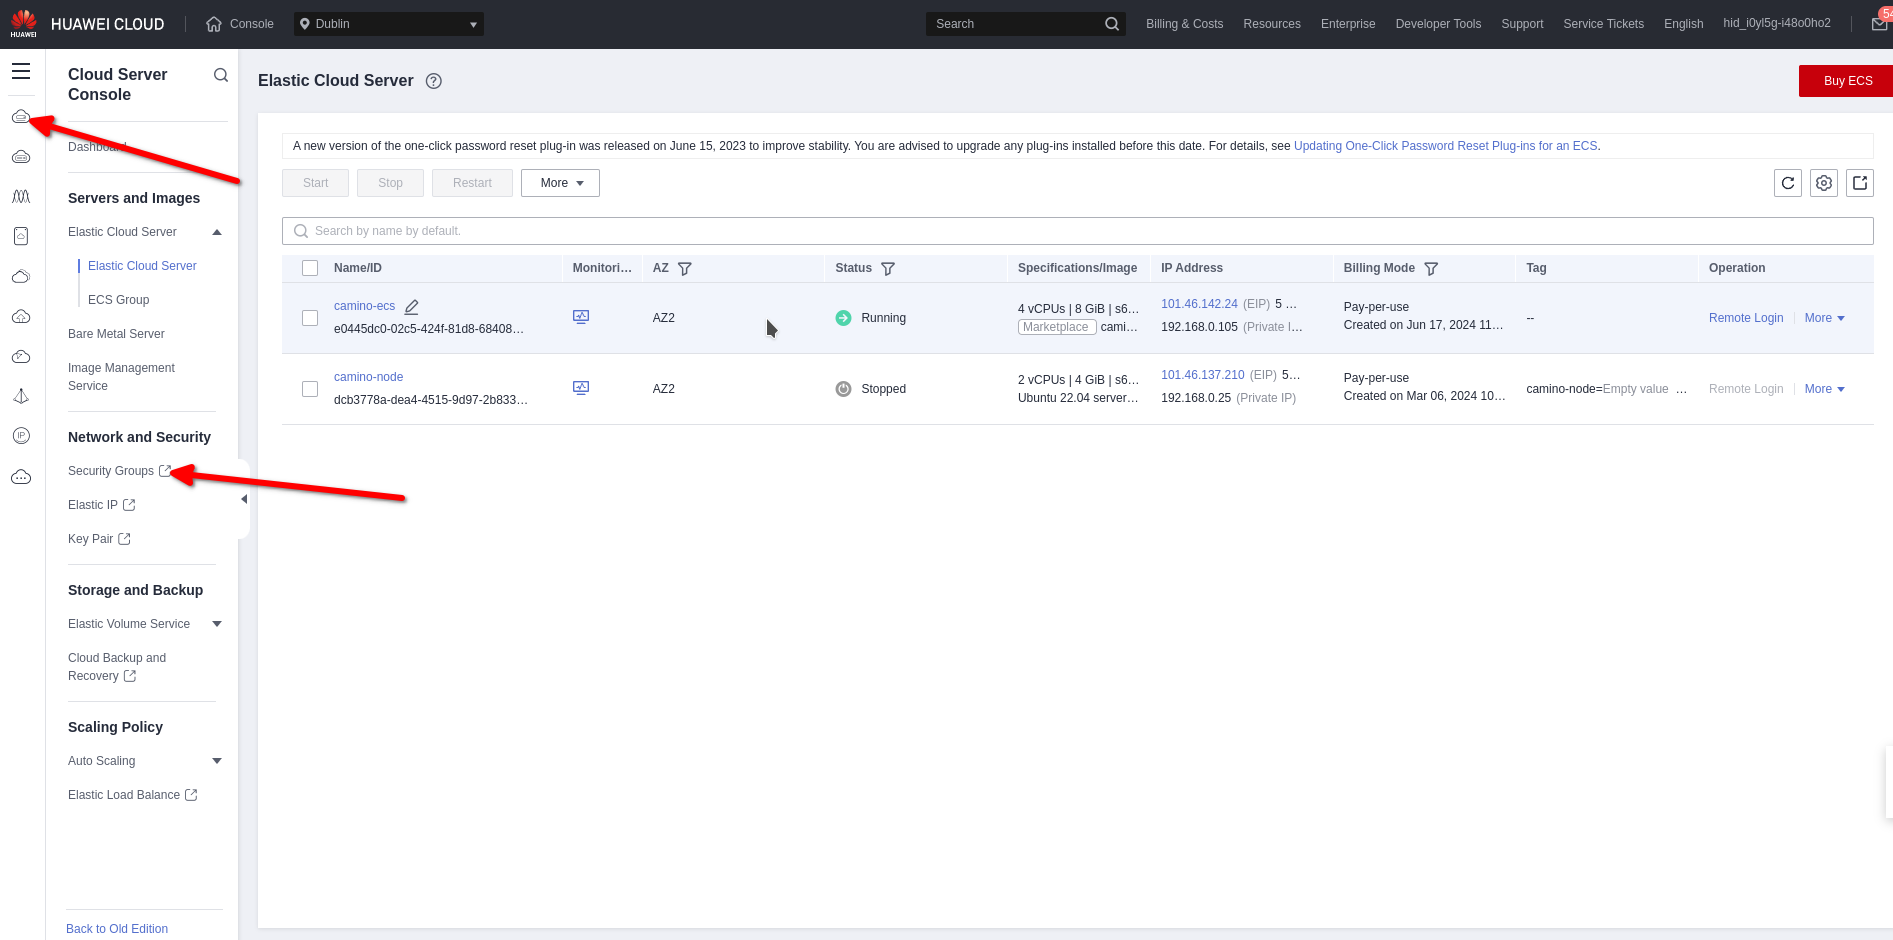 HUAWEI
HUAWEI CLOUD
Console
Dublin
Search
Billing & Costs
Resources
Enterprise
Developer Tools
Support
Service Tickets
English
hid_i0yl5g-i48o0ho2
Cloud Server
Console
Dashboard
Servers and Images
Elastic Cloud Server
Elastic Cloud Server
ECS Group
Bare Metal Server
Image Management
Service
Network and Security
Security Groups
Elastic IP
Key Pair
Storage and Backup
Elastic Volume Service
Cloud Backup and
Recovery
Scaling Policy
Auto Scaling
Elastic Load Balance
Back to Old Edition
IP
Elastic Cloud Server
Buy ECS
A new version of the one-click password reset plug-in was released on June 15, 2023 to improve stability. You are advised to upgrade any plug-ins installed before this date. For details, see Updating One-Click Password Reset Plug-ins for an ECS.
Start
Stop
Restart
More
Search by name by default.
Name/ID
Monitori...
AZ
Status
Specifications/Image
IP Address
Billing Mode
Tag
Operation
camino-ecs
e0445dc0-02c5-424f-81d8-68408...
AZ2
Running
4 vCPUs | 8 GiB | s6...
Marketplace cami...
101.46.142.24 (EIP) 5 ...
192.168.0.105 (Private I...
Pay-per-use
Created on Jun 17, 2024 11...
--
Remote Login
More
camino-node
dcb3778a-dea4-4515-9d97-2b833...
AZ2
Stopped
2 vCPUs | 4 GiB | s6...
Ubuntu 22.04 server...
101.46.137.210 (EIP) 5...
192.168.0.25 (Private IP)
Pay-per-use
Created on Mar 06, 2024 10...
camino-node=Empty value ...
Remote Login
More